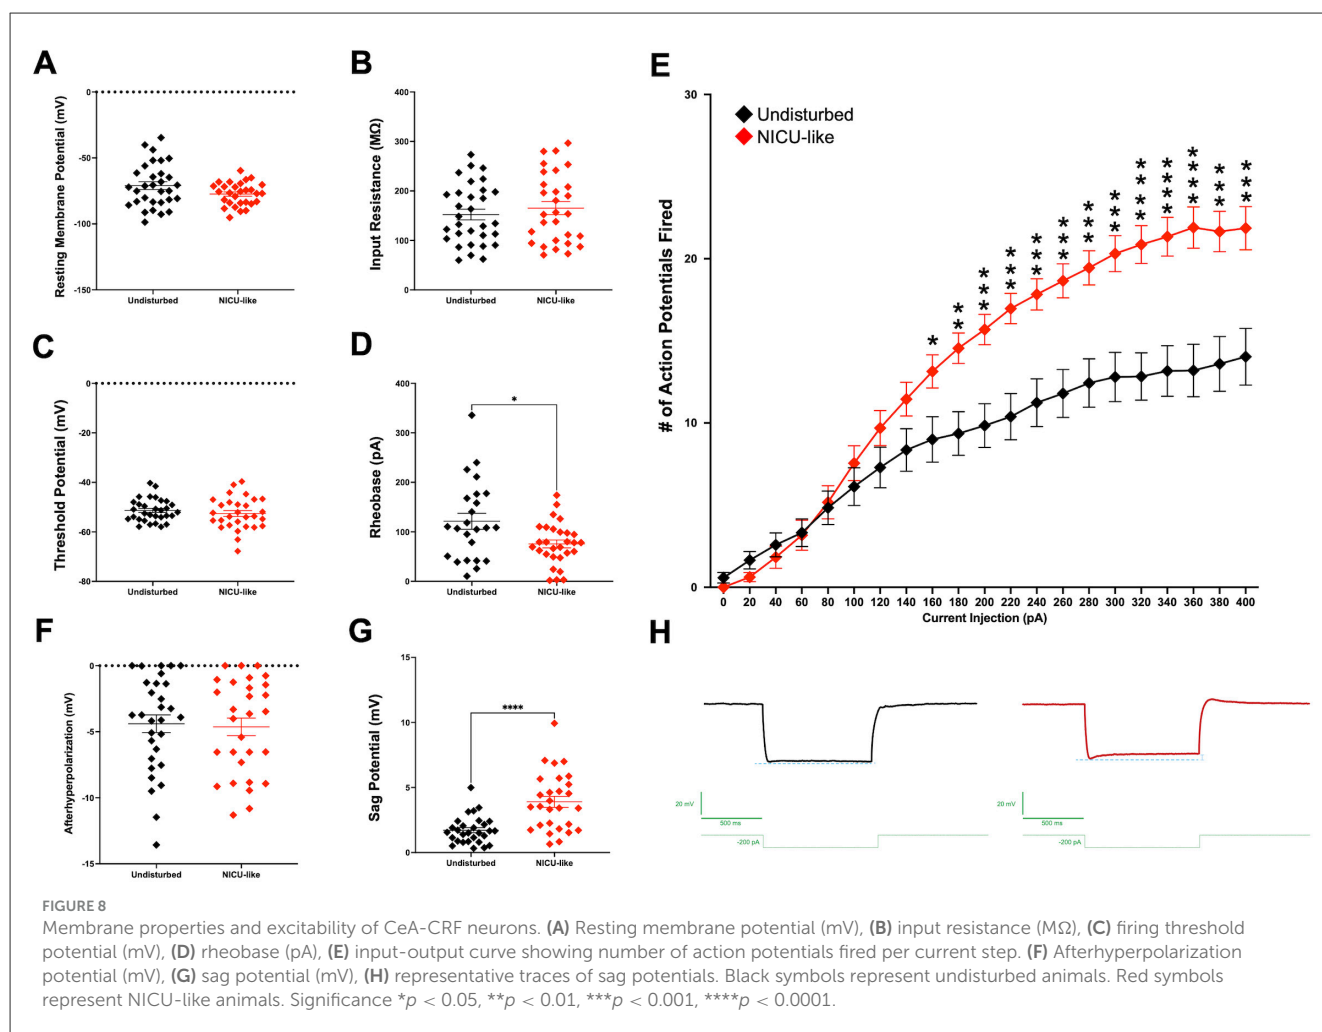 A
Resting Membrane Potential (mV)
0
-50
-100
-150
Undisturbed
NICU-like
B
Input Resistance (MΩ)
400
300
200
100
0
Undisturbed
NICU-like
C
Threshold Potential (mV)
0
-40
-60
-80
Undisturbed
NICU-like
D
Rheobase (pA)
400
300
200
100
0
*
Undisturbed
NICU-like
E
# of Action Potentials Fired
30
20
10
0
Undisturbed
NICU-like
*
**
***
***
***
***
***
***
****
****
****
***
***
0 20 40 60 80 100 120 140 160 180 200 220 240 260 280 300 320 340 360 380 400
Current Injection (pA)
F
Afterhyperpolarization (mV)
0
-5
-10
-15
Undisturbed
NICU-like
G
Sag Potential (mV)
15
10
5
0
****
Undisturbed
NICU-like
H
20 mV
500 ms
-200 pA
20 mV
500 ms
-200 pA
FIGURE 8
Membrane properties and excitability of CeA-CRF neurons. (A) Resting membrane potential (mV), (B) input resistance (MΩ), (C) firing threshold
potential (mV), (D) rheobase (pA), (E) input-output curve showing number of action potentials fired per current step. (F) Afterhyperpolarization
potential (mV), (G) sag potential (mV), (H) representative traces of sag potentials. Black symbols represent undisturbed animals. Red symbols
represent NICU-like animals. Significance *p < 0.05, **p < 0.01, ***p < 0.001, ****p < 0.0001.